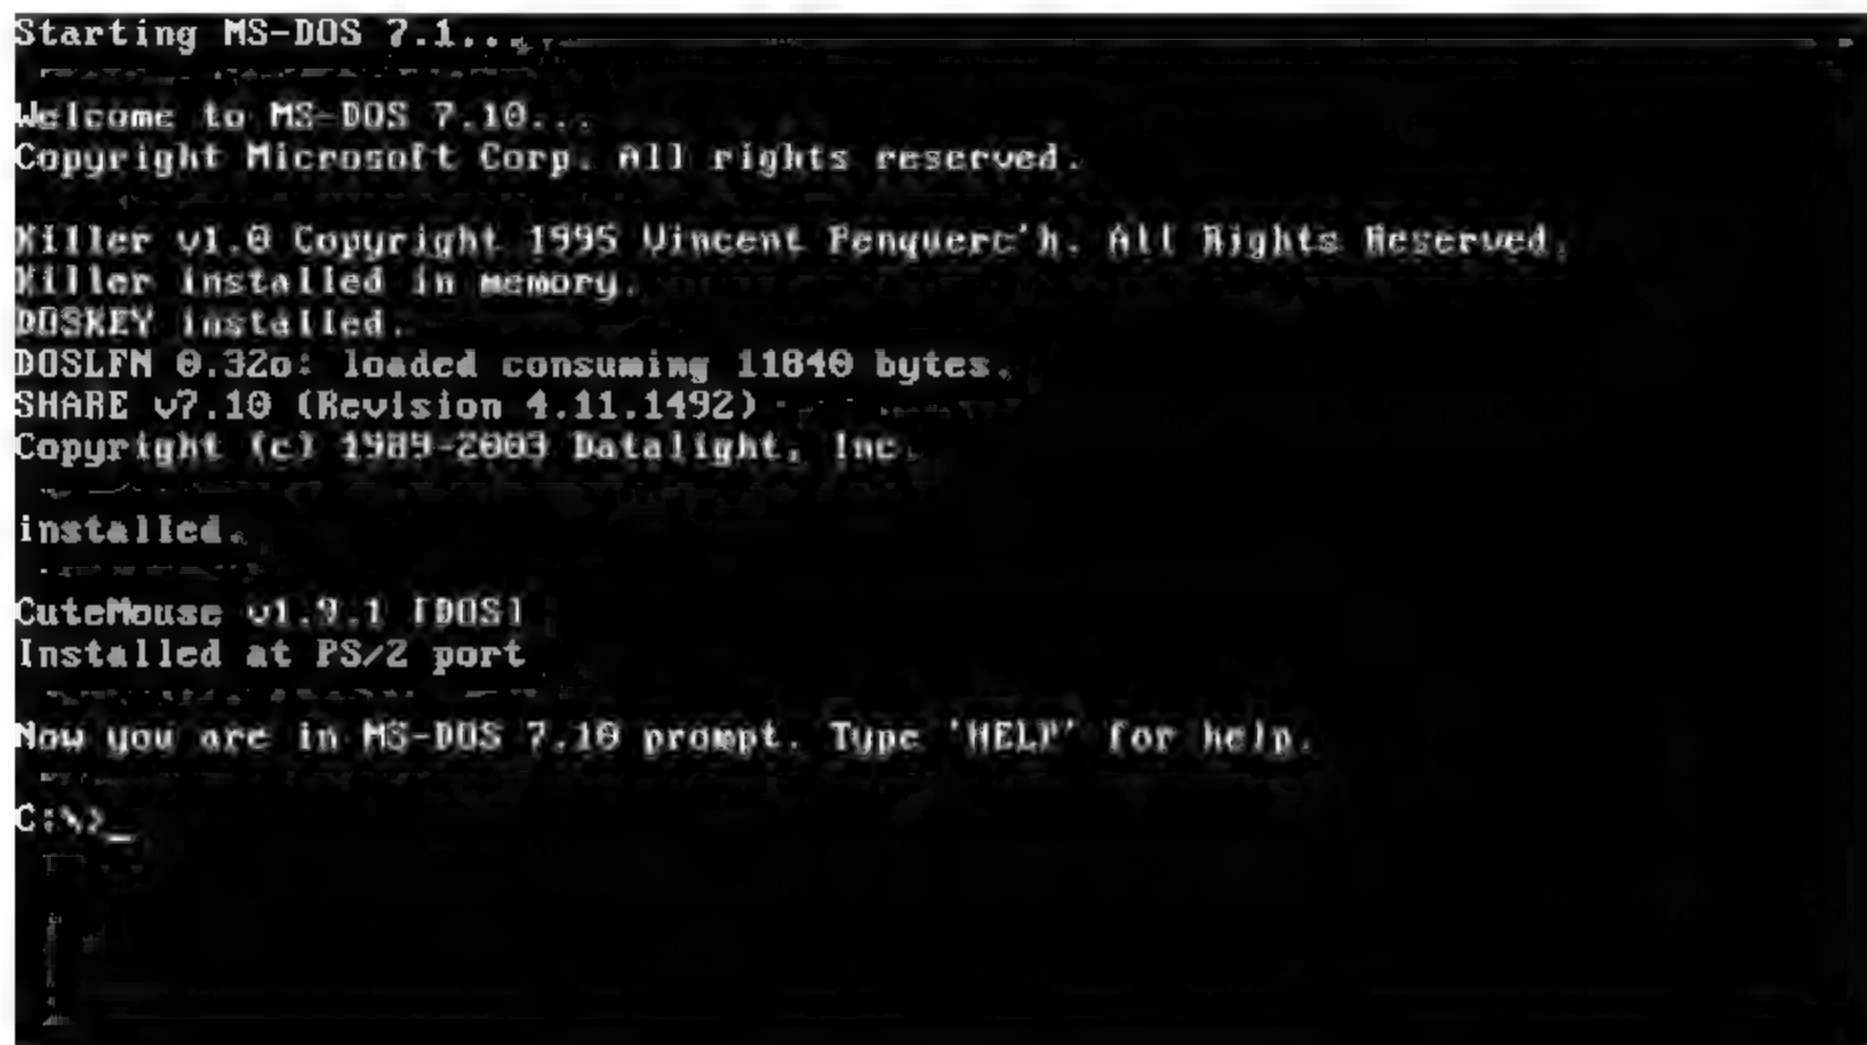 Starting MS-DOS 7.1...
Welcome to MS-DOS 7.10...
Copyright Microsoft Corp. All rights reserved.
Killer v1.0 Copyright 1995 Vincent Penquerc'h. All Rights Reserved.
Killer installed in memory.
DOSKEY installed.
DOSLFN 0.32o: loaded consuming 11840 bytes.
SHARE v7.10 (Revision 4.11.1492)
Copyright (c) 1989-2003 Datalight, Inc.
installed.
CuteMouse v1.9.1 [DOS]
Installed at PS/2 port
Now you are in MS-DOS 7.10 prompt. Type 'HELP' for help.
C:\>_